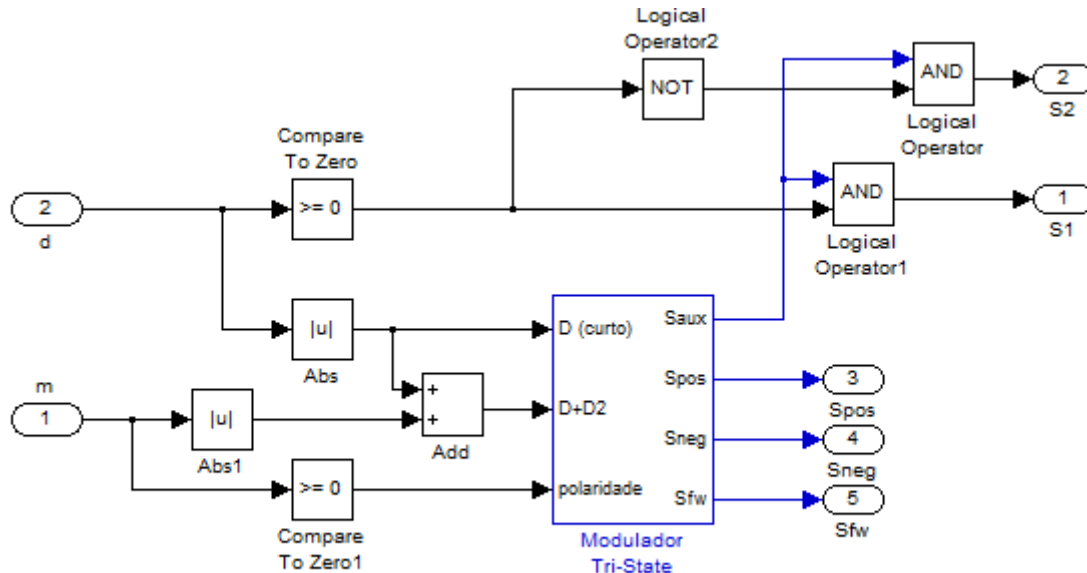 Logical
Operator2
NOT
AND
2
S2
Logical
Operator
Compare
To Zero
>= 0
2
d
AND
1
S1
Logical
Operator1
|u|
Abs
D (curto)
Saux
m
1
|u|
Abs1
+
+
Add
D+D2
Spos
3
Spos
Sneg
4
Sneg
>= 0
Compare
To Zero1
polaridade
Sfw
5
Sfw
Modulador
Tri-State